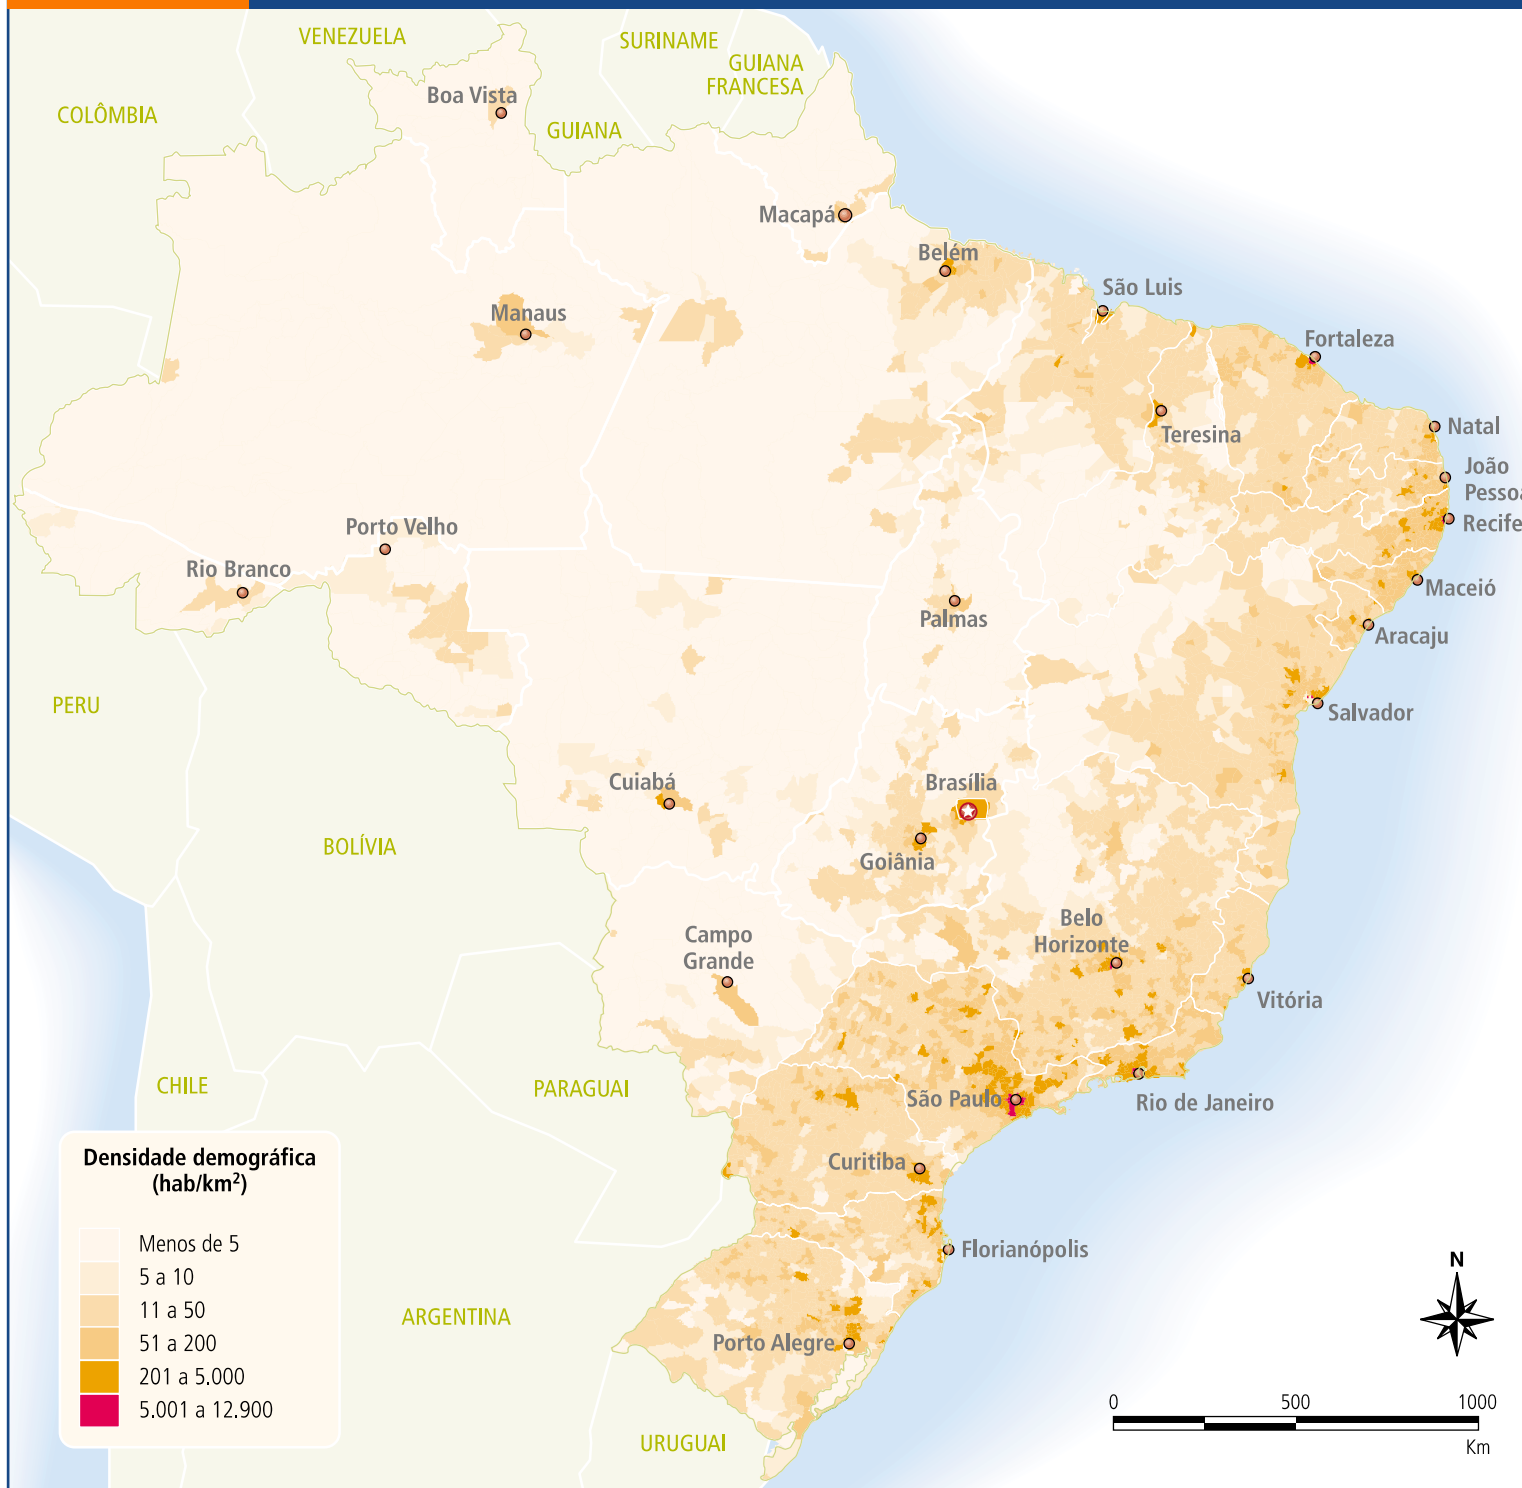 VENEZUELA
SURINAME
GUIANA
FRANCESA
COLÔMBIA
Boa Vista
GUIANA
Macapá
Belém
São Luis
Manaus
Fortaleza
Teresina
Natal
João
Pessoa
Recife
Porto Velho
Rio Branco
Maceió
Palmas
Aracaju
PERU
Salvador
Cuiabá
Brasília
BOLÍVIA
Goiânia
Belo
Horizonte
Campo
Grande
Vitória
CHILE
PARAGUAI
São Paulo
Rio de Janeiro
Curitiba
Densidade demográfica
(hab/km²)
Menos de 5
5 a 10
11 a 50
51 a 200
201 a 5.000
5.001 a 12.900
Florianópolis
N
ARGENTINA
Porto Alegre
0 500 1000
Km
URUGUAI